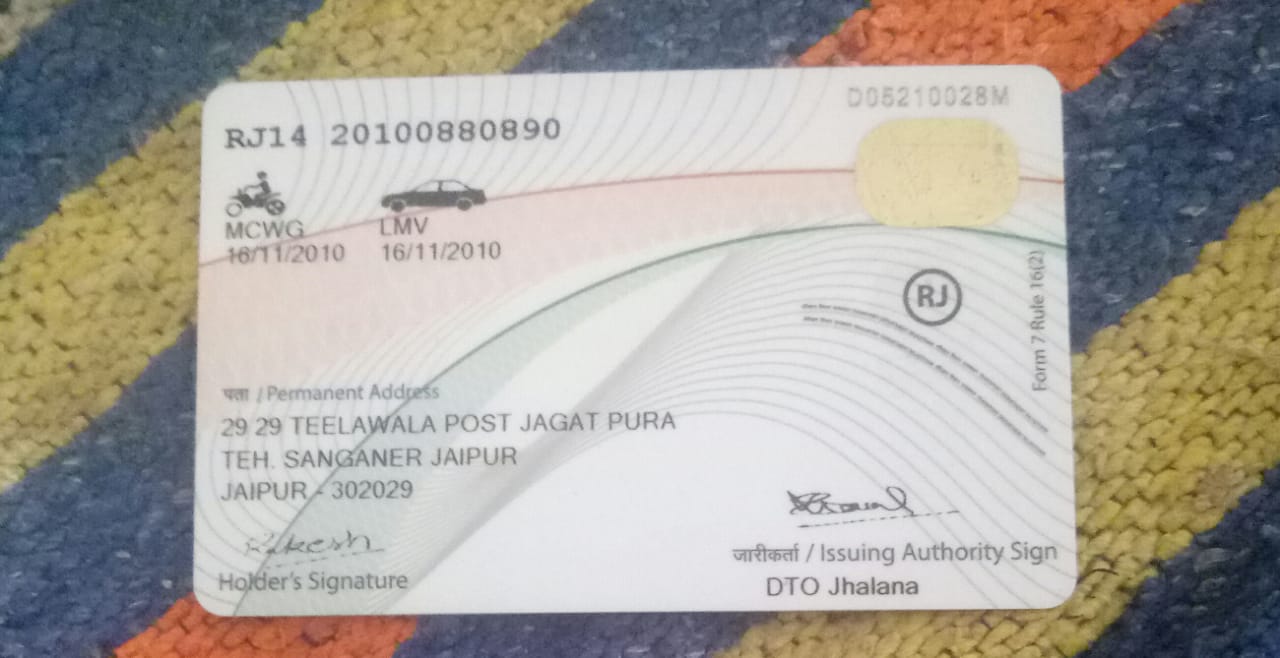 D05210028M
RJ14 20100880890
MCWG LMV
16/11/2010 16/11/2010
RJ
Form 7 Rule 16(2)
पता / Permanent Address
29 29 TEELAWALA POST JAGAT PURA
TEH. SANGANER JAIPUR
JAIPUR - 302029
Rakesh
Holder's Signature
जारीकर्ता / Issuing Authority Sign
DTO Jhalana